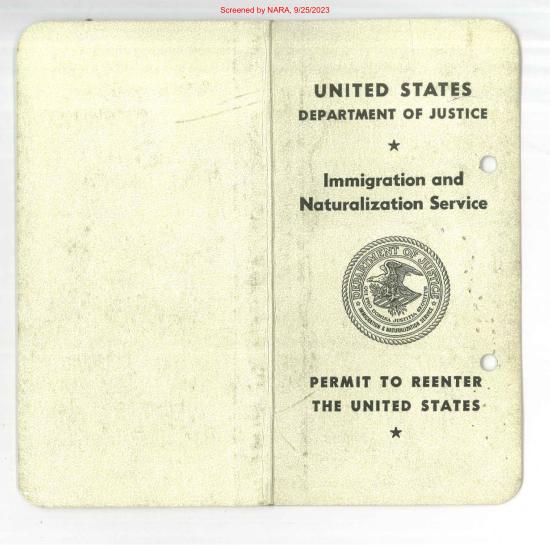 Screened by NARA, 9/25/2023
UNITED STATES
DEPARTMENT OF JUSTICE
★
Immigration and
Naturalization Service
DEPARTMENT OF JUSTICE
QUI PRO DOMINA JUSTITIA SEQUITUR
IMMIGRATION & NATURALIZATION SERVICE
PERMIT TO REENTER
THE UNITED STATES
★